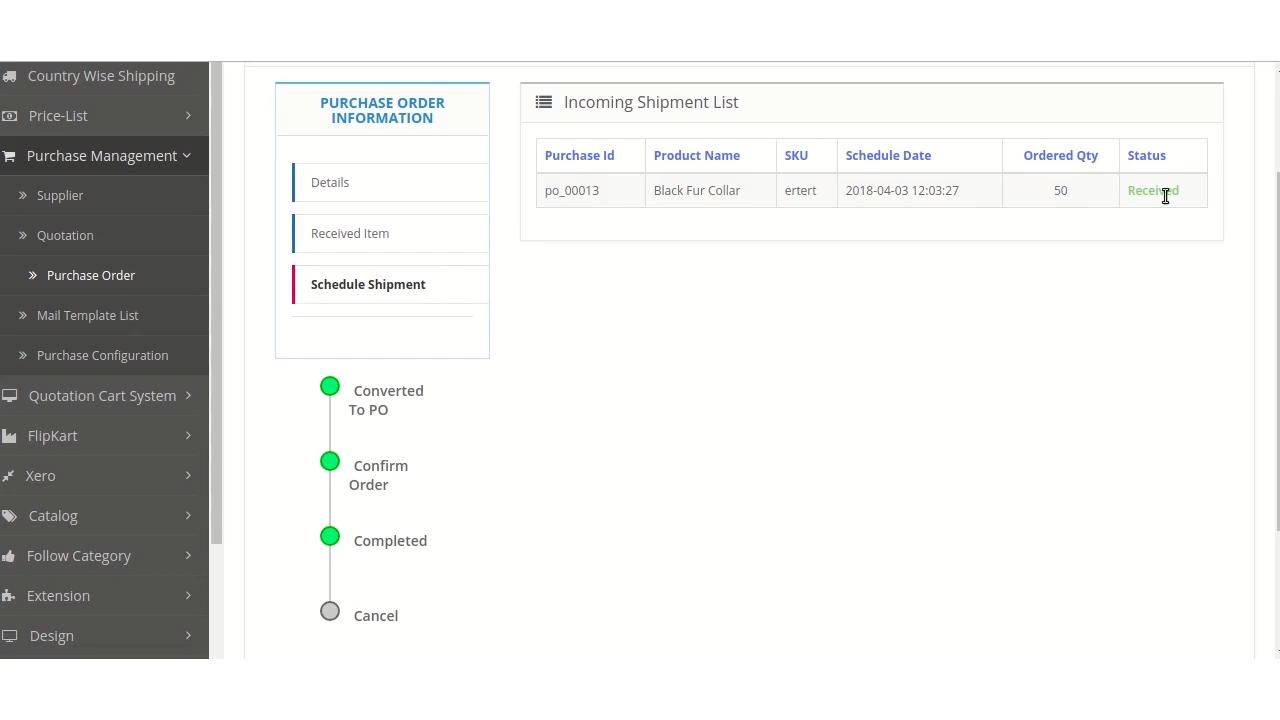 Country Wise Shipping
Price-List
Purchase Management
Supplier
Quotation
Purchase Order
Mail Template List
Purchase Configuration
Quotation Cart System
FlipKart
Xero
Catalog
Follow Category
Extension
Design
PURCHASE ORDER
INFORMATION
Details
Received Item
Schedule Shipment
Converted
To PO
Confirm
Order
Completed
Cancel
Incoming Shipment List
Purchase Id Product Name SKU Schedule Date Ordered Qty Status
po_00013 Black Fur Collar ertert 2018-04-03 12:03:27 50 Received